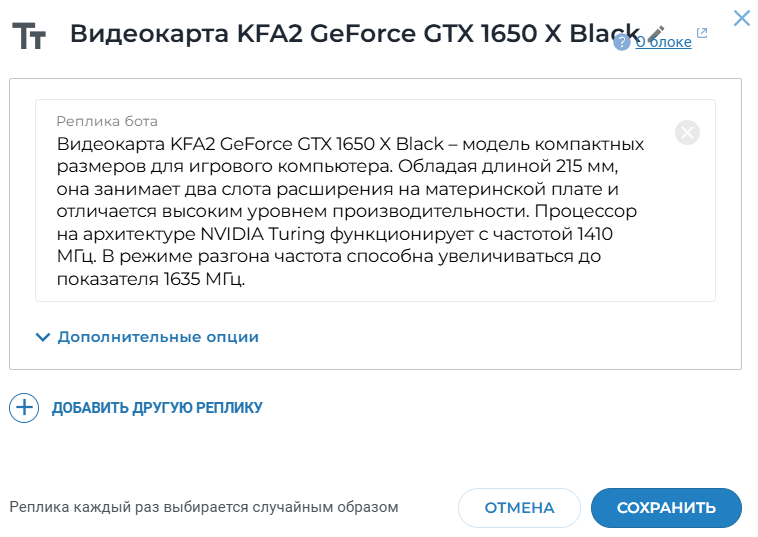 Тт
Видеокарта KFA2 GeForce GTX 1650 X Black
? О блоке
Реплика бота
Видеокарта KFA2 GeForce GTX 1650 X Black – модель компактных
размеров для игрового компьютера. Обладая длиной 215 мм,
она занимает два слота расширения на материнской плате и
отличается высоким уровнем производительности. Процессор
на архитектуре NVIDIA Turing функционирует с частотой 1410
МГц. В режиме разгона частота способна увеличиваться до
показателя 1635 МГц.
Дополнительные опции
ДОБАВИТЬ ДРУГУЮ РЕПЛИКУ
Реплика каждый раз выбирается случайным образом
ОТМЕНА
СОХРАНИТЬ